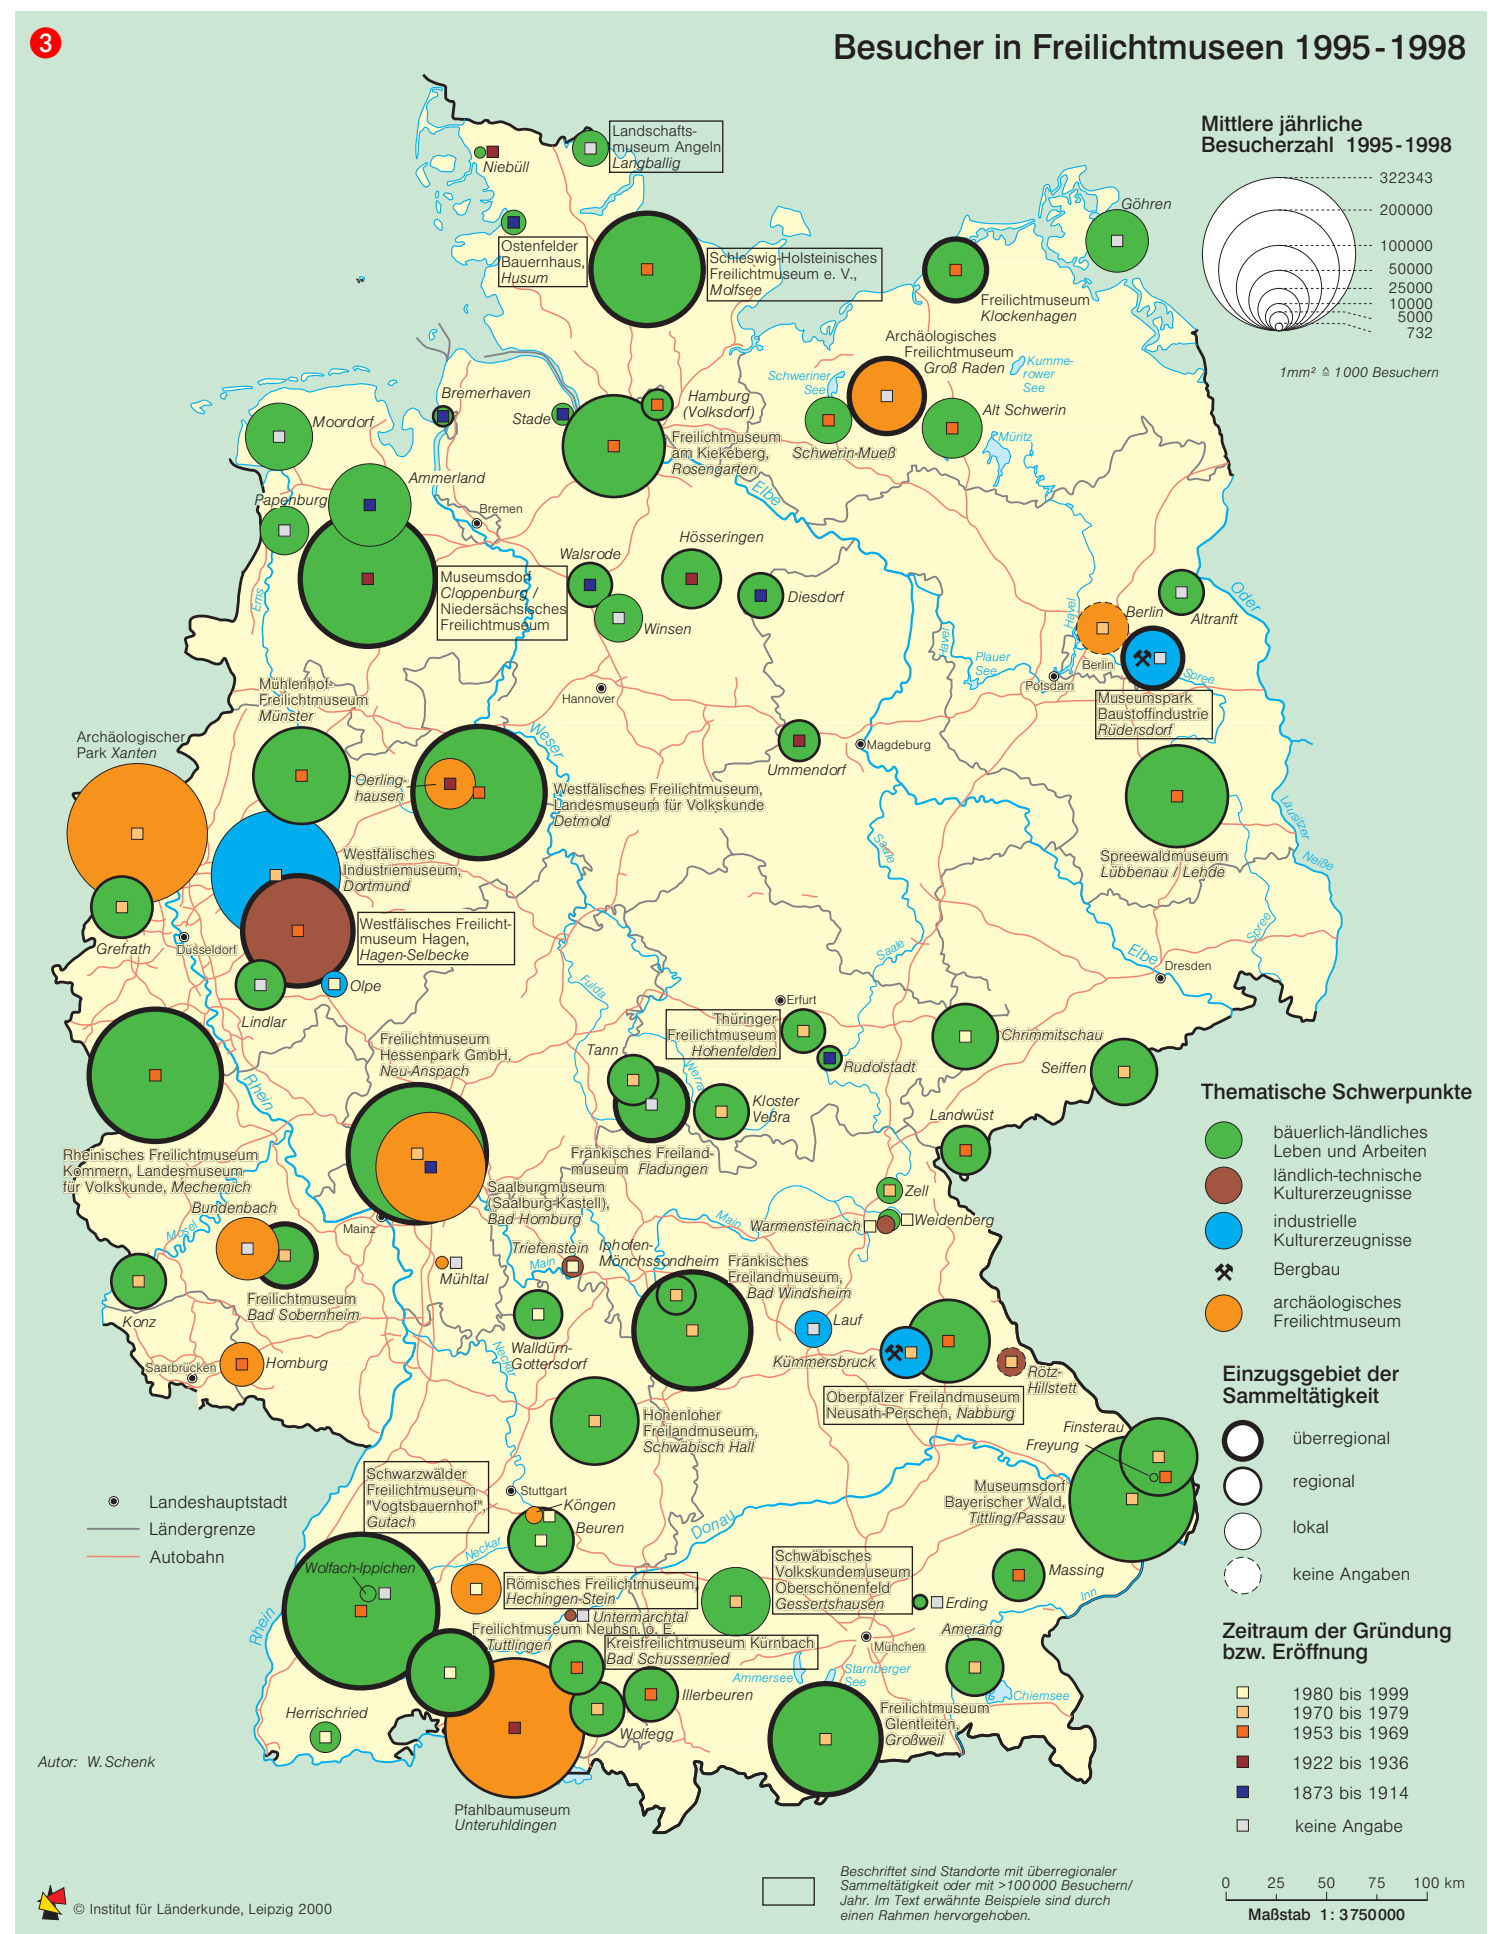 3
Besucher in Freilichtmuseen 1995-1998
Mittlere jährliche
Besucherzahl 1995-1998
322343
200000
100000
50000
25000
10000
5000
732
1mm² ≙ 1000 Besuchern
Landschafts-
museum Angeln
Langballig
Niebüll
Ostenfelder
Bauernhaus,
Husum
Schleswig-Holsteinisches
Freilichtmuseum e. V.,
Molfsee
Göhren
Freilichtmuseum
Klockenhagen
Archäologisches
Freilichtmuseum
Groß Raden
Kumme-
rower
See
Schweriner
See
Bremerhaven
Stade
Hamburg
(Volksdorf)
Moordorf
Freilichtmuseum
am Kiekeberg,
Rosengarten
Schwerin-Mueß
Alt Schwerin
Müritz
Ammerland
Papenburg
Bremen
Elbe
Ems
Walsrode
Hösseringen
Museumsdorf
Cloppenburg /
Niedersächsisches
Freilichtmuseum
Diesdorf
Winsen
Havel
Havel
Oder
Berlin
Altranft
Plauer
See
Berlin
Potsdam
Spree
Museumspark
Baustoffindustrie
Rüdersdorf
Mühlenhof-
Freilichtmuseum
Münster
Hannover
Archäologischer
Park Xanten
Weser
Magdeburg
Ummendorf
Oerling-
hausen
Westfälisches Freilichtmuseum,
Landesmuseum für Volkskunde
Detmold
Lausitzer
Neiße
Saale
Westfälisches
Industriemuseum,
Dortmund
Spreewaldmuseum
Lübbenau / Lehde
Grefrath
Düsseldorf
Westfälisches Freilicht-
museum Hagen,
Hagen-Selbecke
Saale
Spree
Elbe
Dresden
Olpe
Fulda
Lindlar
Erfurt
Thüringer
Freilichtmuseum
Hohenfelden
Freilichtmuseum
Hessenpark GmbH,
Neu-Anspach
Tann
Chrimmitschau
Rudolstadt
Seiffen
Werra
Rhein
Kloster
Veßra
Landwüst
Rheinisches Freilichtmuseum
Kommern, Landesmuseum
für Volkskunde, Mechernich
Fränkisches Freiland-
museum Fladungen
Saalburgmuseum
(Saalburg-Kastell),
Bad Homburg
Zell
Bundenbach
Mosel
Mainz
Main
Warmensteinach
Weidenberg
Triefenstein
Main
Iphofen-
Mönchssondheim
Fränkisches
Freilandmuseum,
Bad Windsheim
Mühltal
Freilichtmuseum
Bad Sobernheim
Konz
Lauf
Walldürn-
Gottersdorf
Neckar
Kümmersbruck
Saarbrücken
Homburg
Rötz-
Hillstett
Oberpfälzer Freilandmuseum
Neusath-Perschen, Nabburg
Hohenloher
Freilandmuseum,
Schwäbisch Hall
Finsterau
Freyung
Schwarzwälder
Freilichtmuseum
"Vogtsbauernhof",
Gutach
Stuttgart
Köngen
Beuren
Museumsdorf
Bayerischer Wald,
Tittling/Passau
Donau
Neckar
Wolfach-Ippichen
Römisches Freilichtmuseum,
Hechingen-Stein
Schwäbisches
Volkskundemuseum
Oberschönenfeld
Gessertshausen
Massing
Inn
Rhein
Untermarchtal
Erding
Freilichtmuseum Neuhsn. o. E.
Tuttlingen
Kreisfreilichtmuseum Kürnbach
Bad Schussenried
München
Amerang
Ammersee
Starnberger
See
Chiemsee
Illerbeuren
Herrischried
Wolfegg
Freilichtmuseum
Glentleiten,
Großweil
Pfahlbaumuseum
Unteruhldingen
Thematische Schwerpunkte
bäuerlich-ländliches
Leben und Arbeiten
ländlich-technische
Kulturerzeugnisse
industrielle
Kulturerzeugnisse
Bergbau
archäologisches
Freilichtmuseum
Einzugsgebiet der
Sammeltätigkeit
überregional
regional
lokal
keine Angaben
Zeitraum der Gründung
bzw. Eröffnung
1980 bis 1999
1970 bis 1979
1953 bis 1969
1922 bis 1936
1873 bis 1914
keine Angabe
Landeshauptstadt
Ländergrenze
Autobahn
Autor: W. Schenk
© Institut für Länderkunde, Leipzig 2000
Beschriftet sind Standorte mit überregionaler
Sammeltätigkeit oder mit >100000 Besuchern/
Jahr. Im Text erwähnte Beispiele sind durch
einen Rahmen hervorgehoben.
0 25 50 75 100 km
Maßstab 1: 3750000